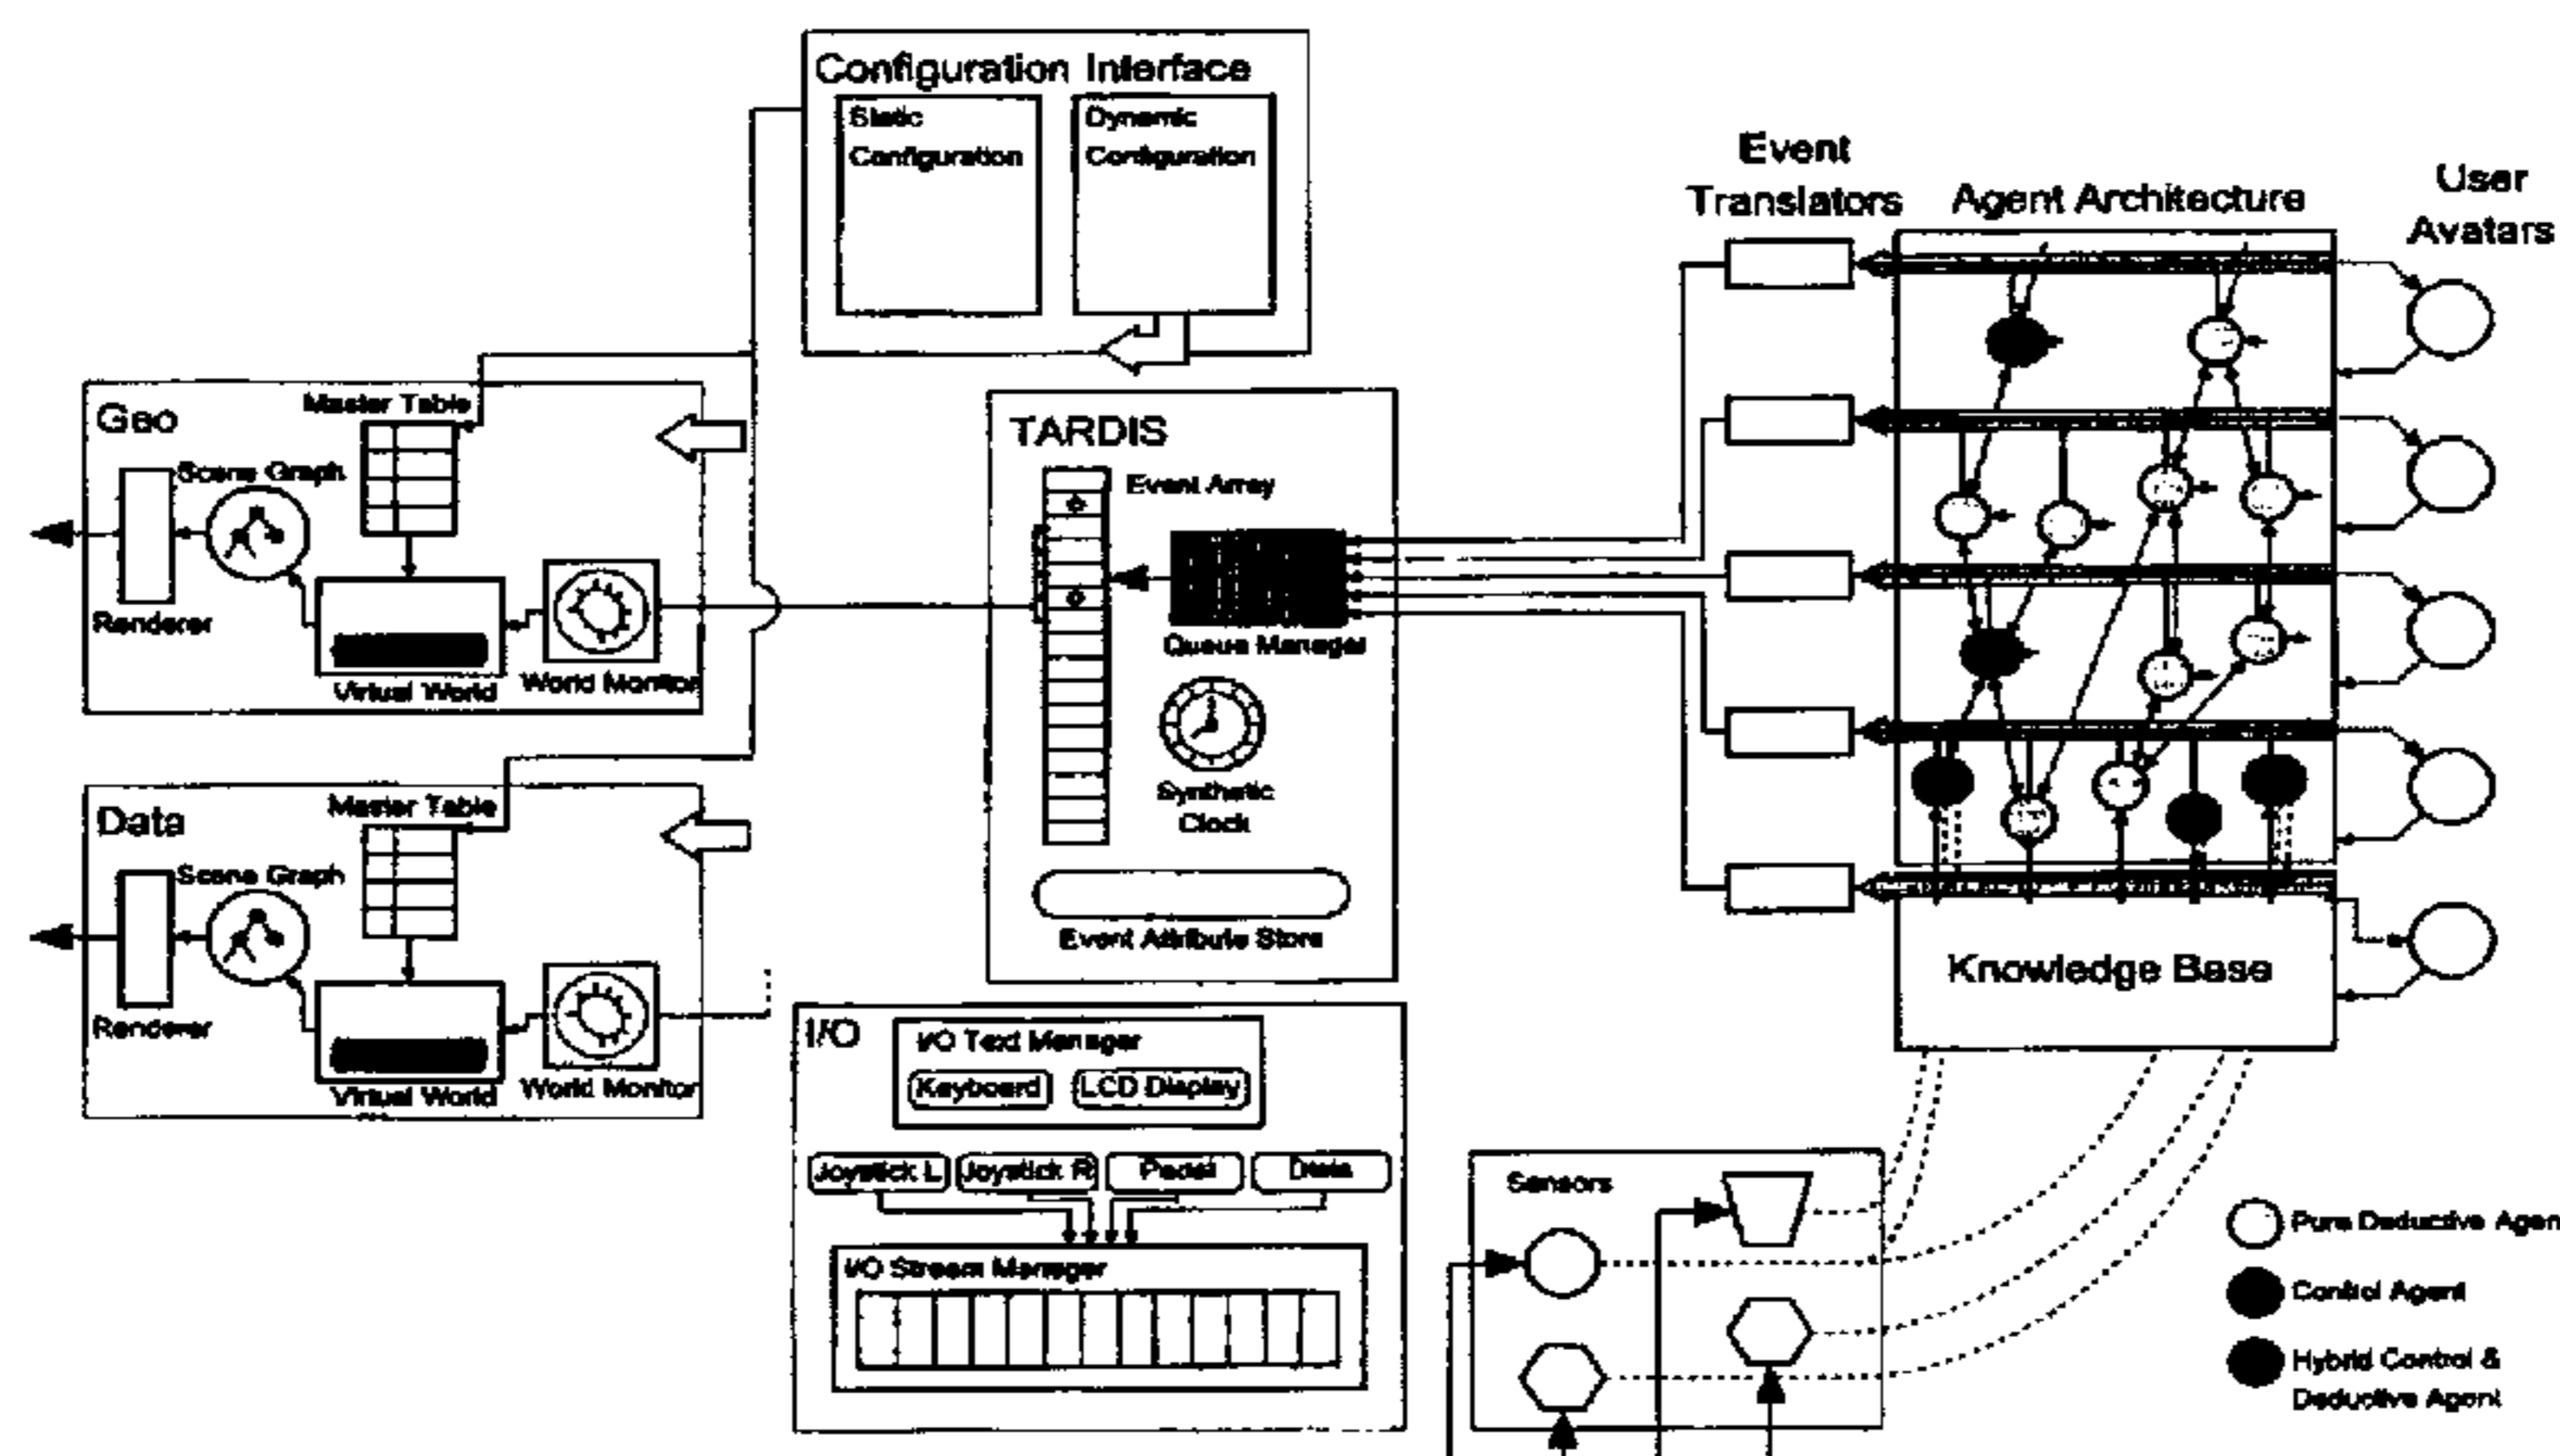 Configuration Interface
Static
Configuration
Dynamic
Configuration
Event
Translators
Agent Architecture
User
Avatars
Geo
Master Table
Scene Graph
Renderer
Virtual World
World Monitor
TARDIS
Event Array
Queue Manager
Synthetic
Clock
Event Attribute Store
Data
Master Table
Scene Graph
Renderer
Virtual World
World Monitor
Knowledge Base
I/O
I/O Text Manager
Keyboard
LCD Display
Joystick L
Joystick R
Pedal
I/O Stream Manager
Sensors
Pure Deductive Agen
Control Agent
Hybrid Control &
Deductive Agent